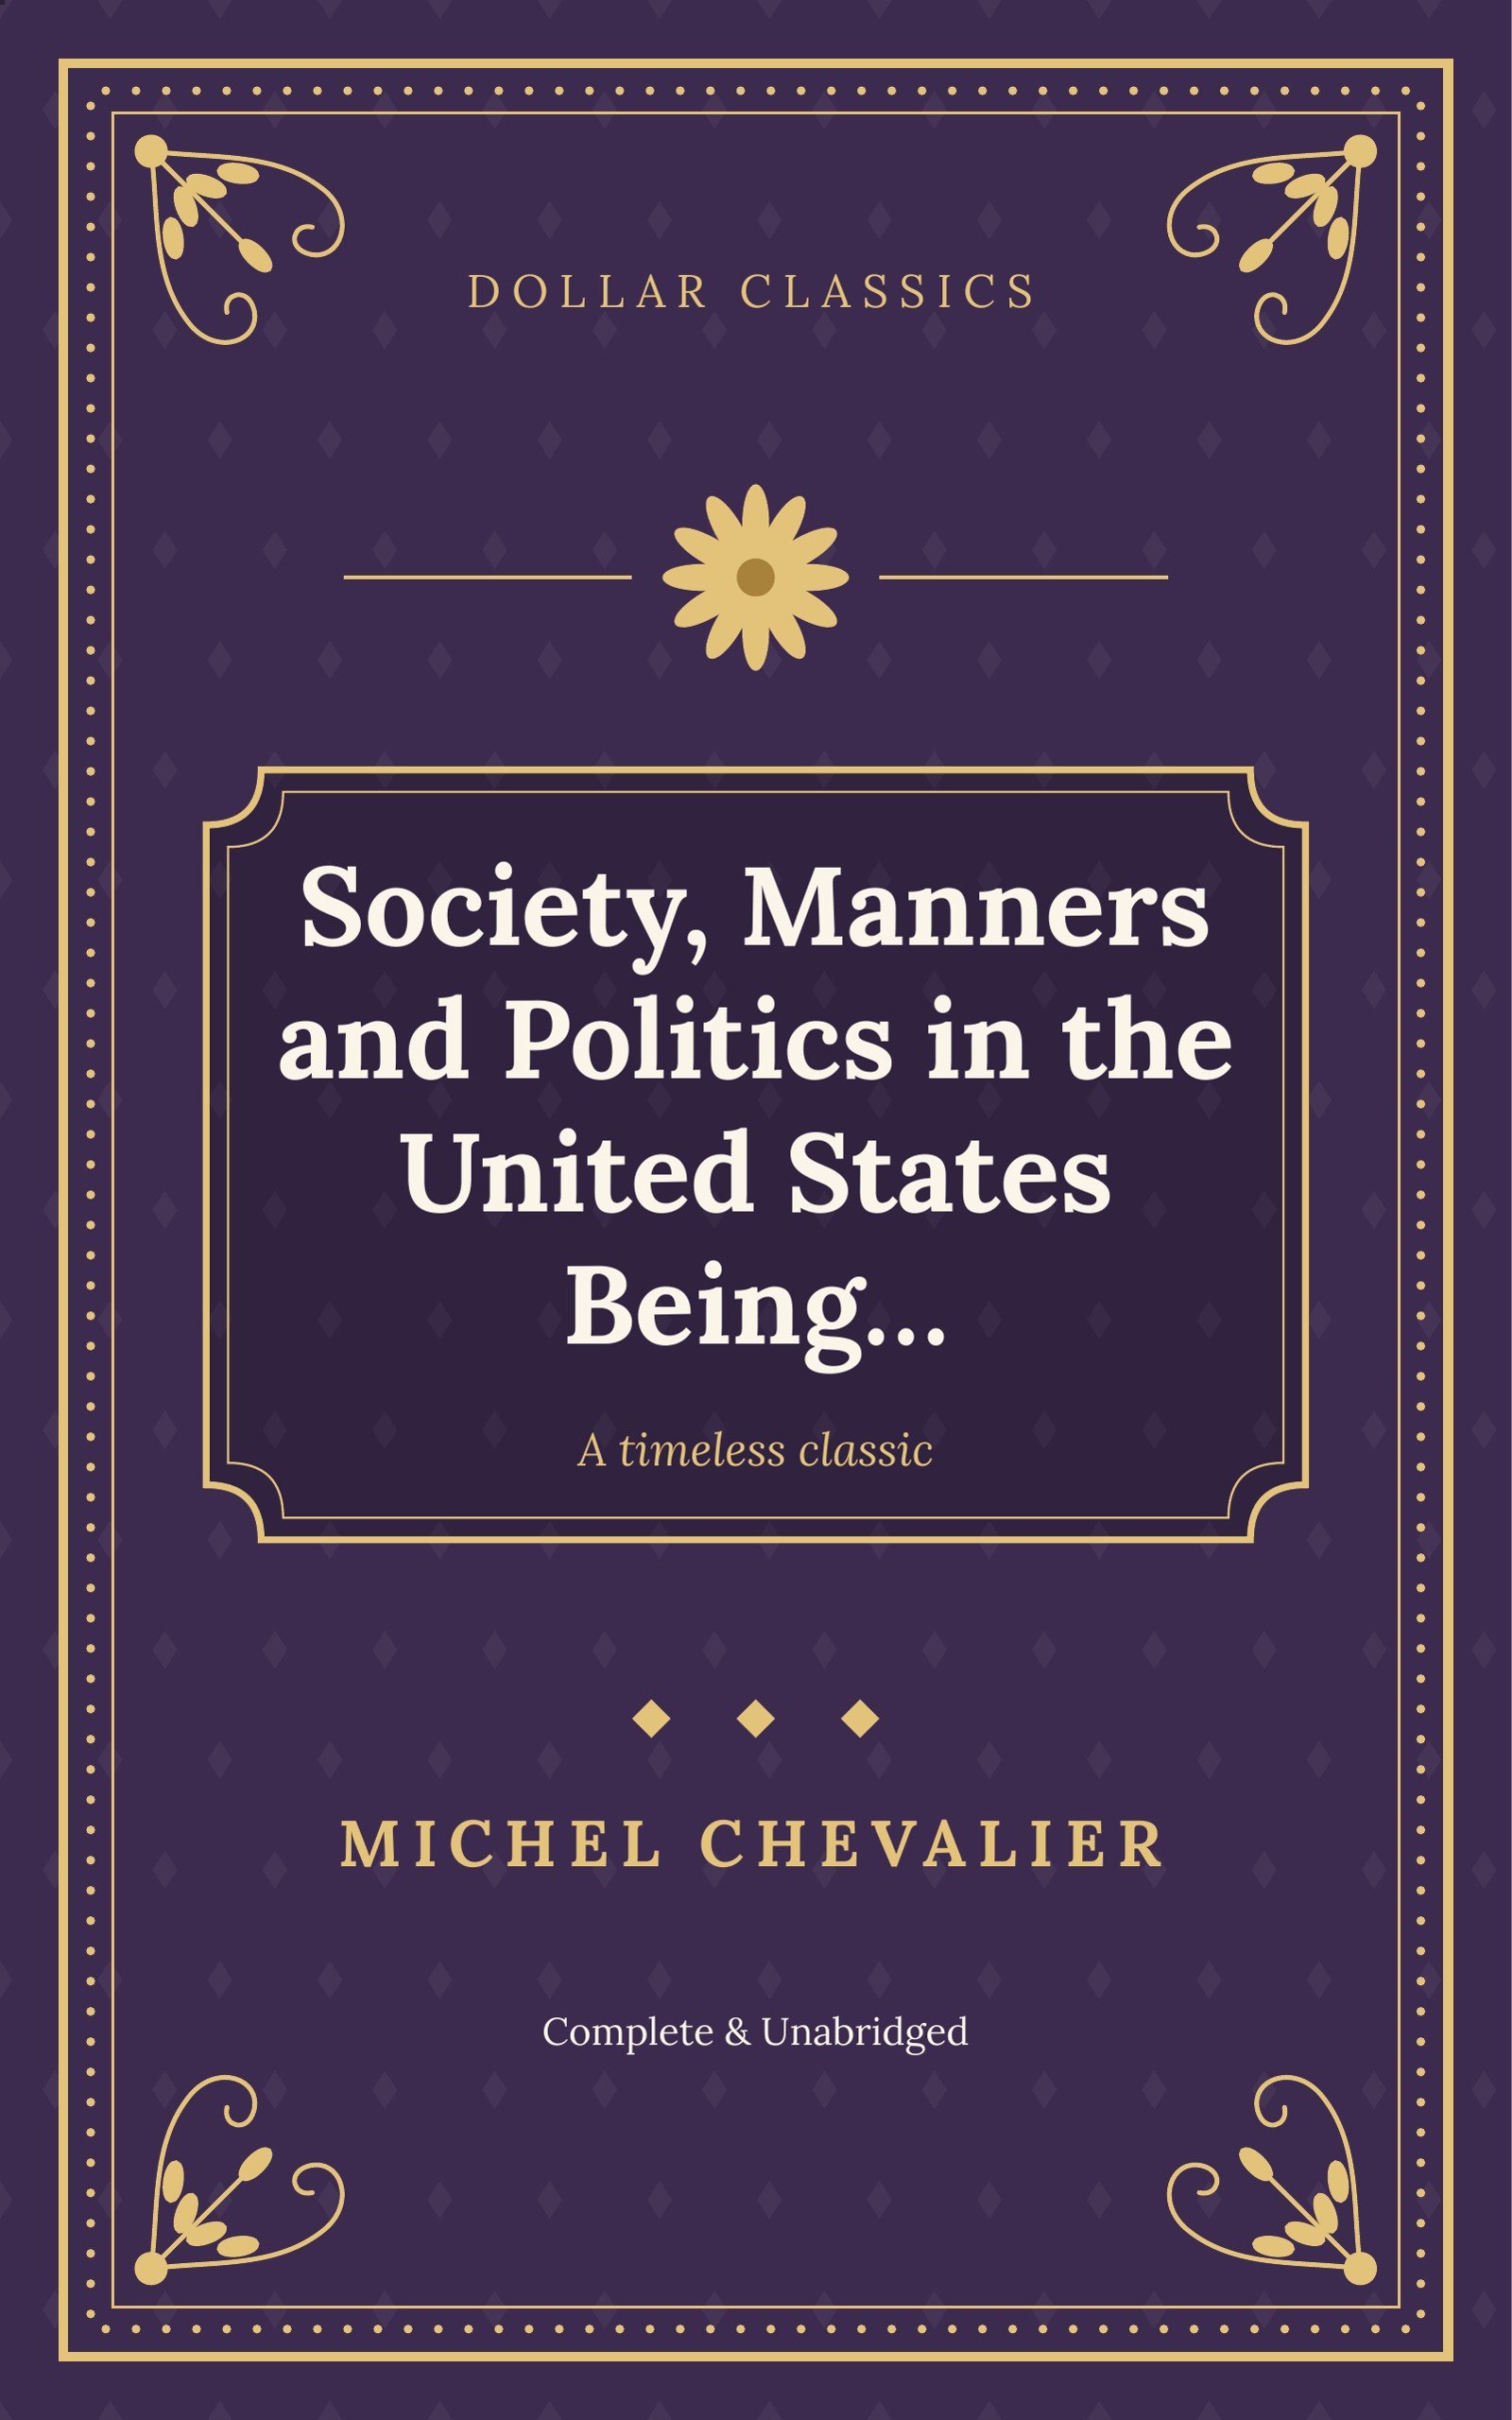 DOLLAR CLASSICS
Society, Manners
and Politics in the
United States
Being...
A timeless classic
MICHEL CHEVALIER
Complete & Unabridged